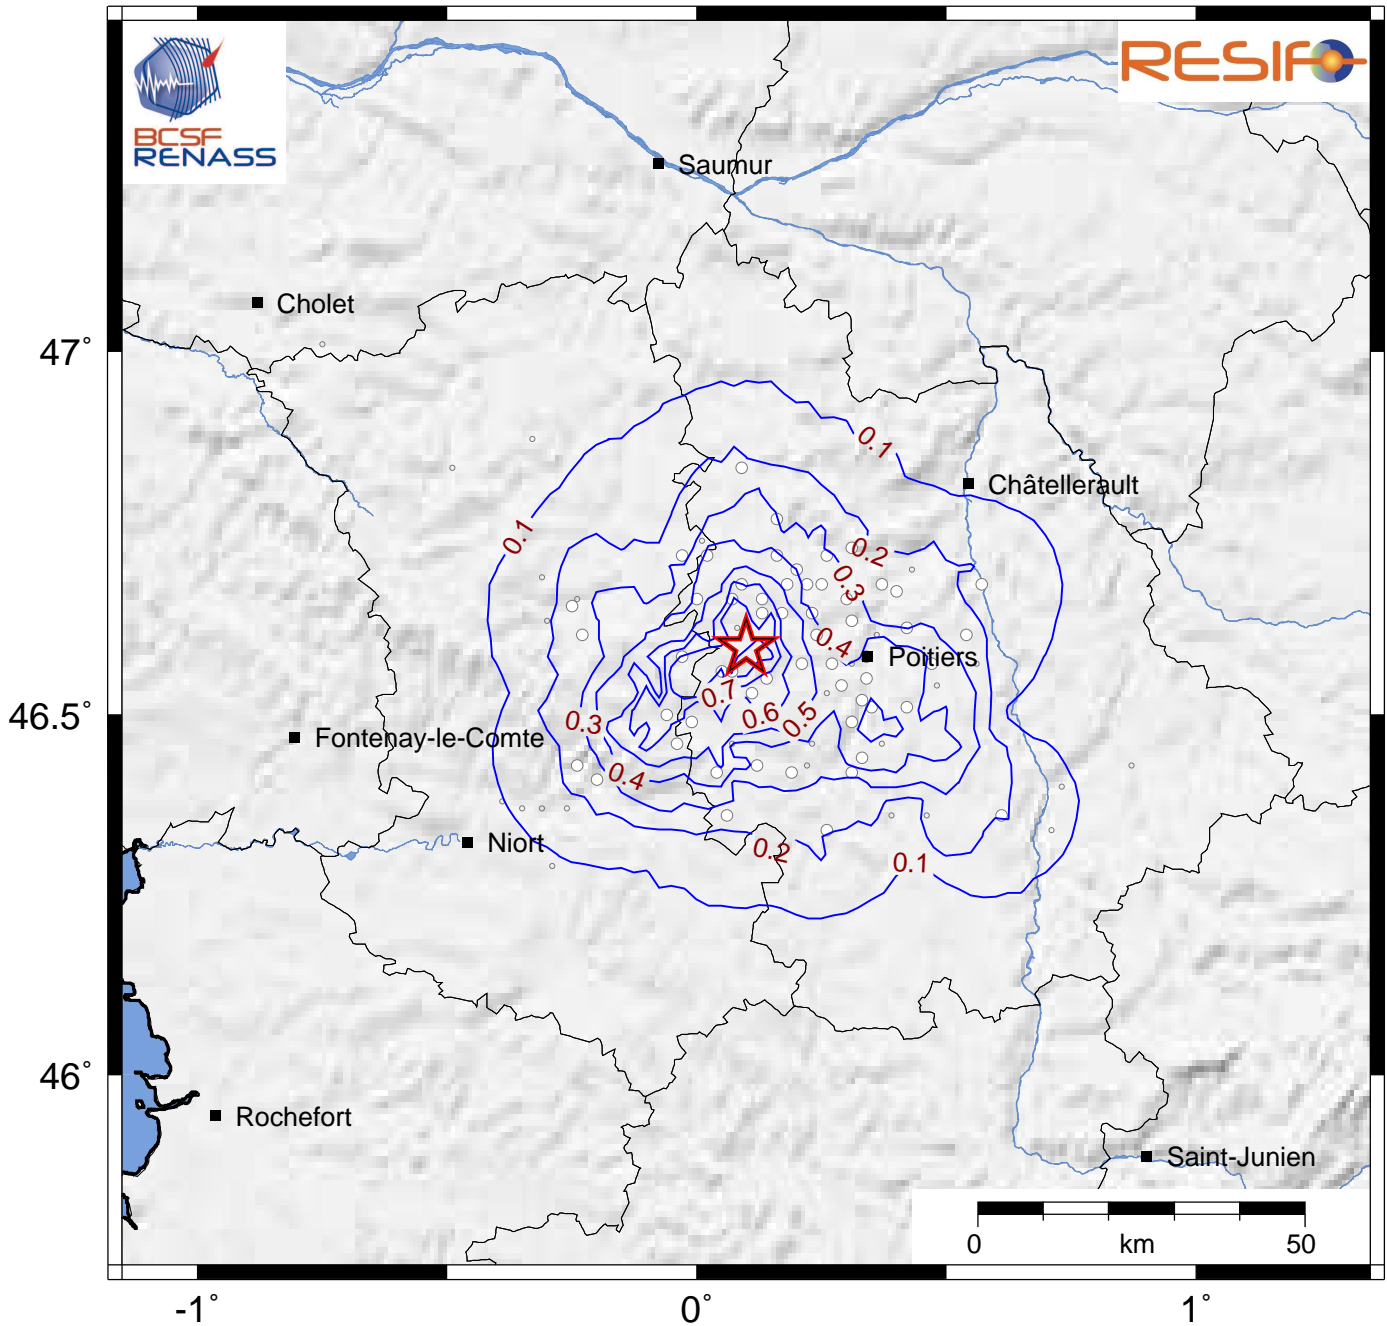 BCSF
RENASS
RESIF
Saumur
Cholet
47°
0.1
Châtellerault
0.1
0.2
0.3
0.4
Poitiers
0.7
0.6
0.5
0.3
46.5°
Fontenay-le-Comte
0.4
Niort
0.2
0.1
46°
Rochefort
Saint-Junien
0 km 50
-1° 0° 1°